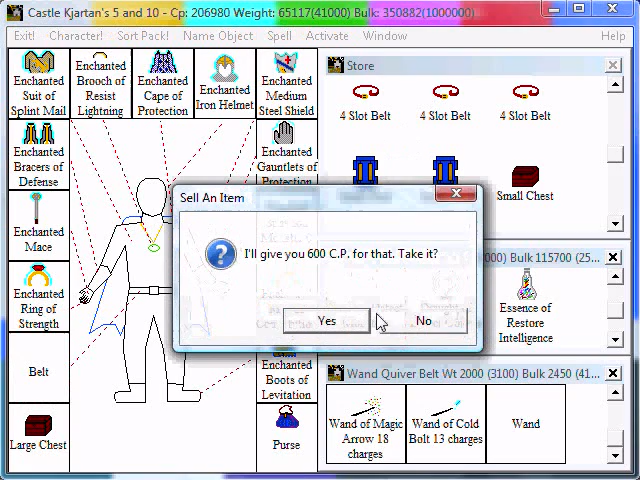 Castle Kjartan's 5 and 10 - Cp: 206980 Weight: 65117(41000) Bulk: 350882(1000000)
Exit! Character! Sort Pack! Name Object Spell Activate Window Help
Enchanted
Suit of
Splint Mail
Enchanted
Brooch of
Resist
Lightning
Enchanted
Cape of
Protection
Enchanted
Iron Helmet
Enchanted
Medium
Steel Shield
Store
4 Slot Belt
4 Slot Belt
4 Slot Belt
Small Chest
Enchanted
Bracers of
Defense
Enchanted
Gauntlets of
Protection
Enchanted
Mace
Sell An Item
I'll give you 600 C.P. for that. Take it?
Yes
No
000) Bulk 115700 (25...
Essence of
Restore
Intelligence
Enchanted
Ring of
Strength
Belt
Large Chest
Enchanted
Boots of
Levitation
Purse
Wand Quiver Belt Wt 2000 (3100) Bulk 2450 (41...
Wand of Magic
Arrow 18
charges
Wand of Cold
Bolt 13 charges
Wand